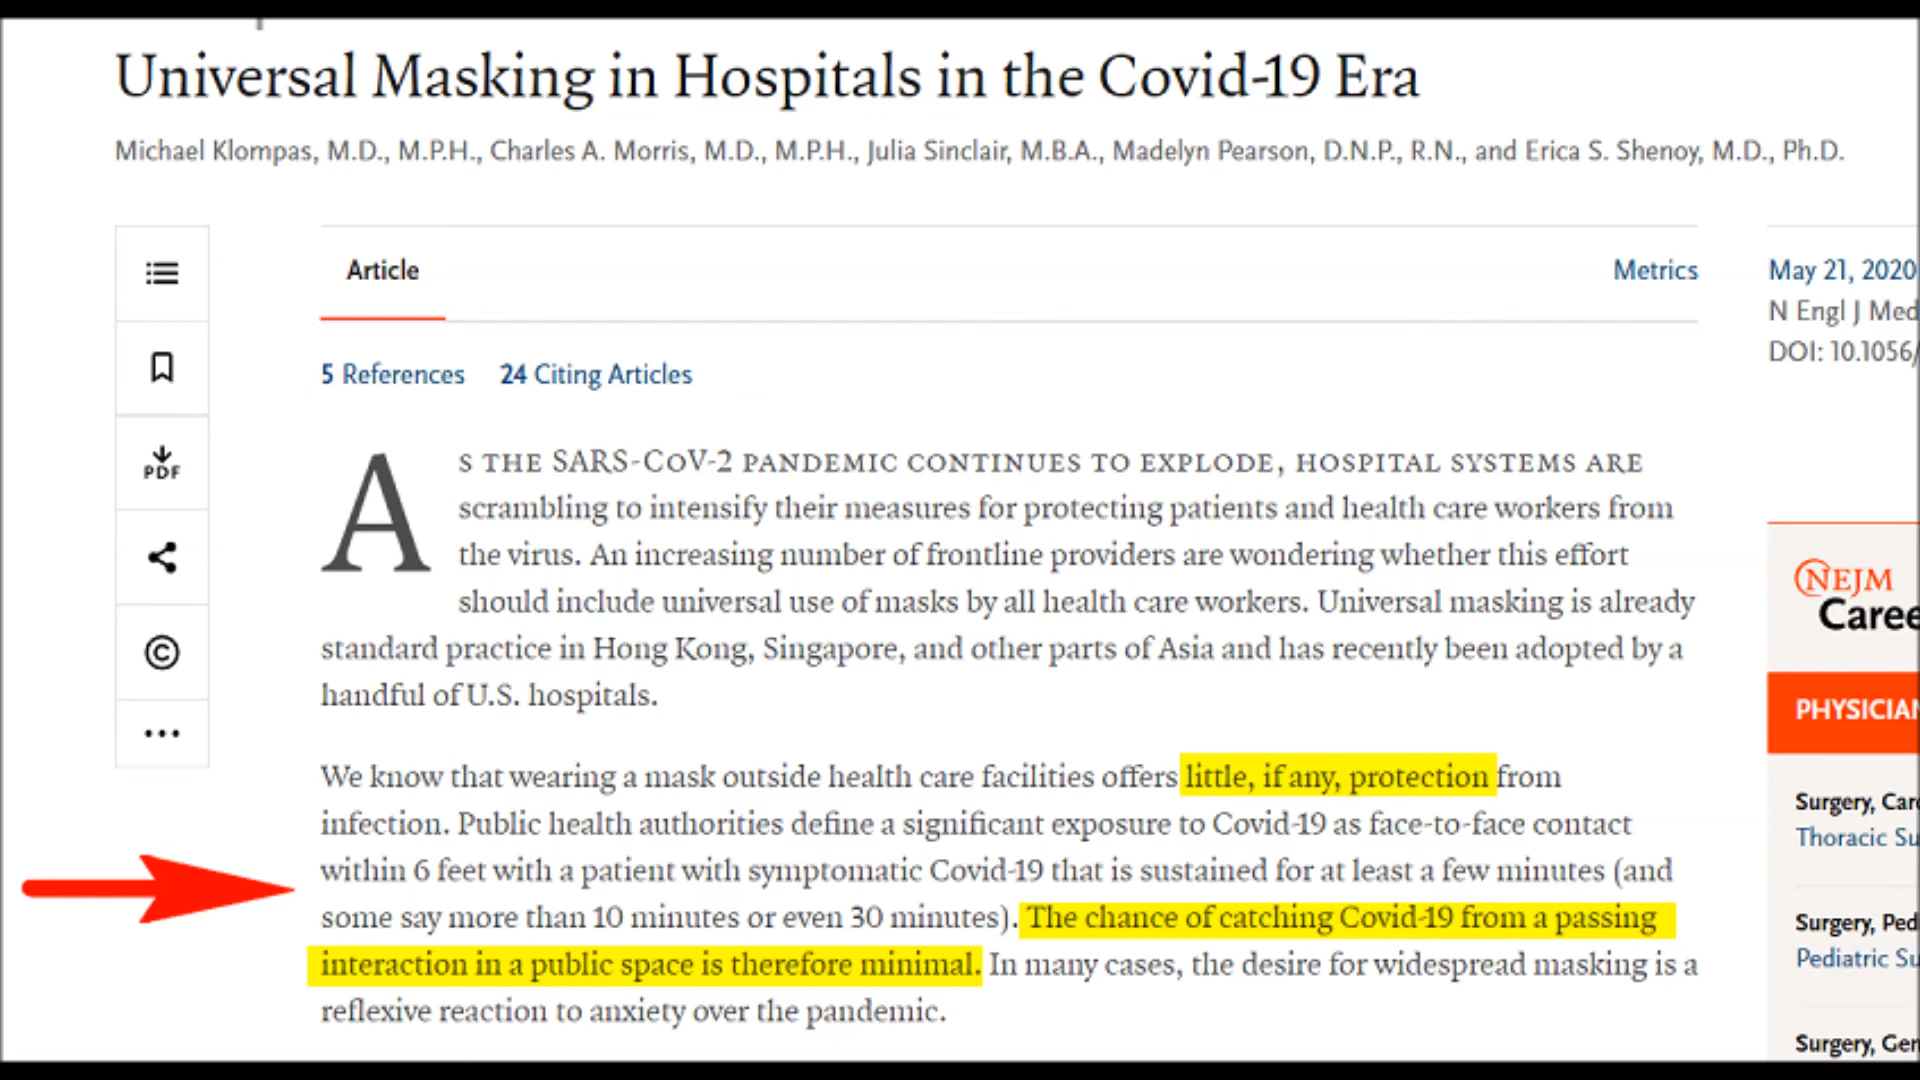 Universal Masking in Hospitals in the Covid-19 Era
Michael Klompas, M.D., M.P.H., Charles A. Morris, M.D., M.P.H., Julia Sinclair, M.B.A., Madelyn Pearson, D.N.P., R.N., and Erica S. Shenoy, M.D., Ph.D.
Article
Metrics
5 References 24 Citing Articles
PDF
AS THE SARS-COV-2 PANDEMIC CONTINUES TO EXPLODE, HOSPITAL SYSTEMS ARE
scrambling to intensify their measures for protecting patients and health care workers from
the virus. An increasing number of frontline providers are wondering whether this effort
should include universal use of masks by all health care workers. Universal masking is already
standard practice in Hong Kong, Singapore, and other parts of Asia and has recently been adopted by a
handful of U.S. hospitals.
We know that wearing a mask outside health care facilities offers little, if any, protection from
infection. Public health authorities define a significant exposure to Covid-19 as face-to-face contact
within 6 feet with a patient with symptomatic Covid-19 that is sustained for at least a few minutes (and
some say more than 10 minutes or even 30 minutes). The chance of catching Covid-19 from a passing
interaction in a public space is therefore minimal. In many cases, the desire for widespread masking is a
reflexive reaction to anxiety over the pandemic.
May 21, 2020
N Engl J Med
DOI: 10.1056/
NEJM
Caree
PHYSICIAN
Surgery, Card
Thoracic Su
Surgery, Ped
Pediatric Su
Surgery, Gen